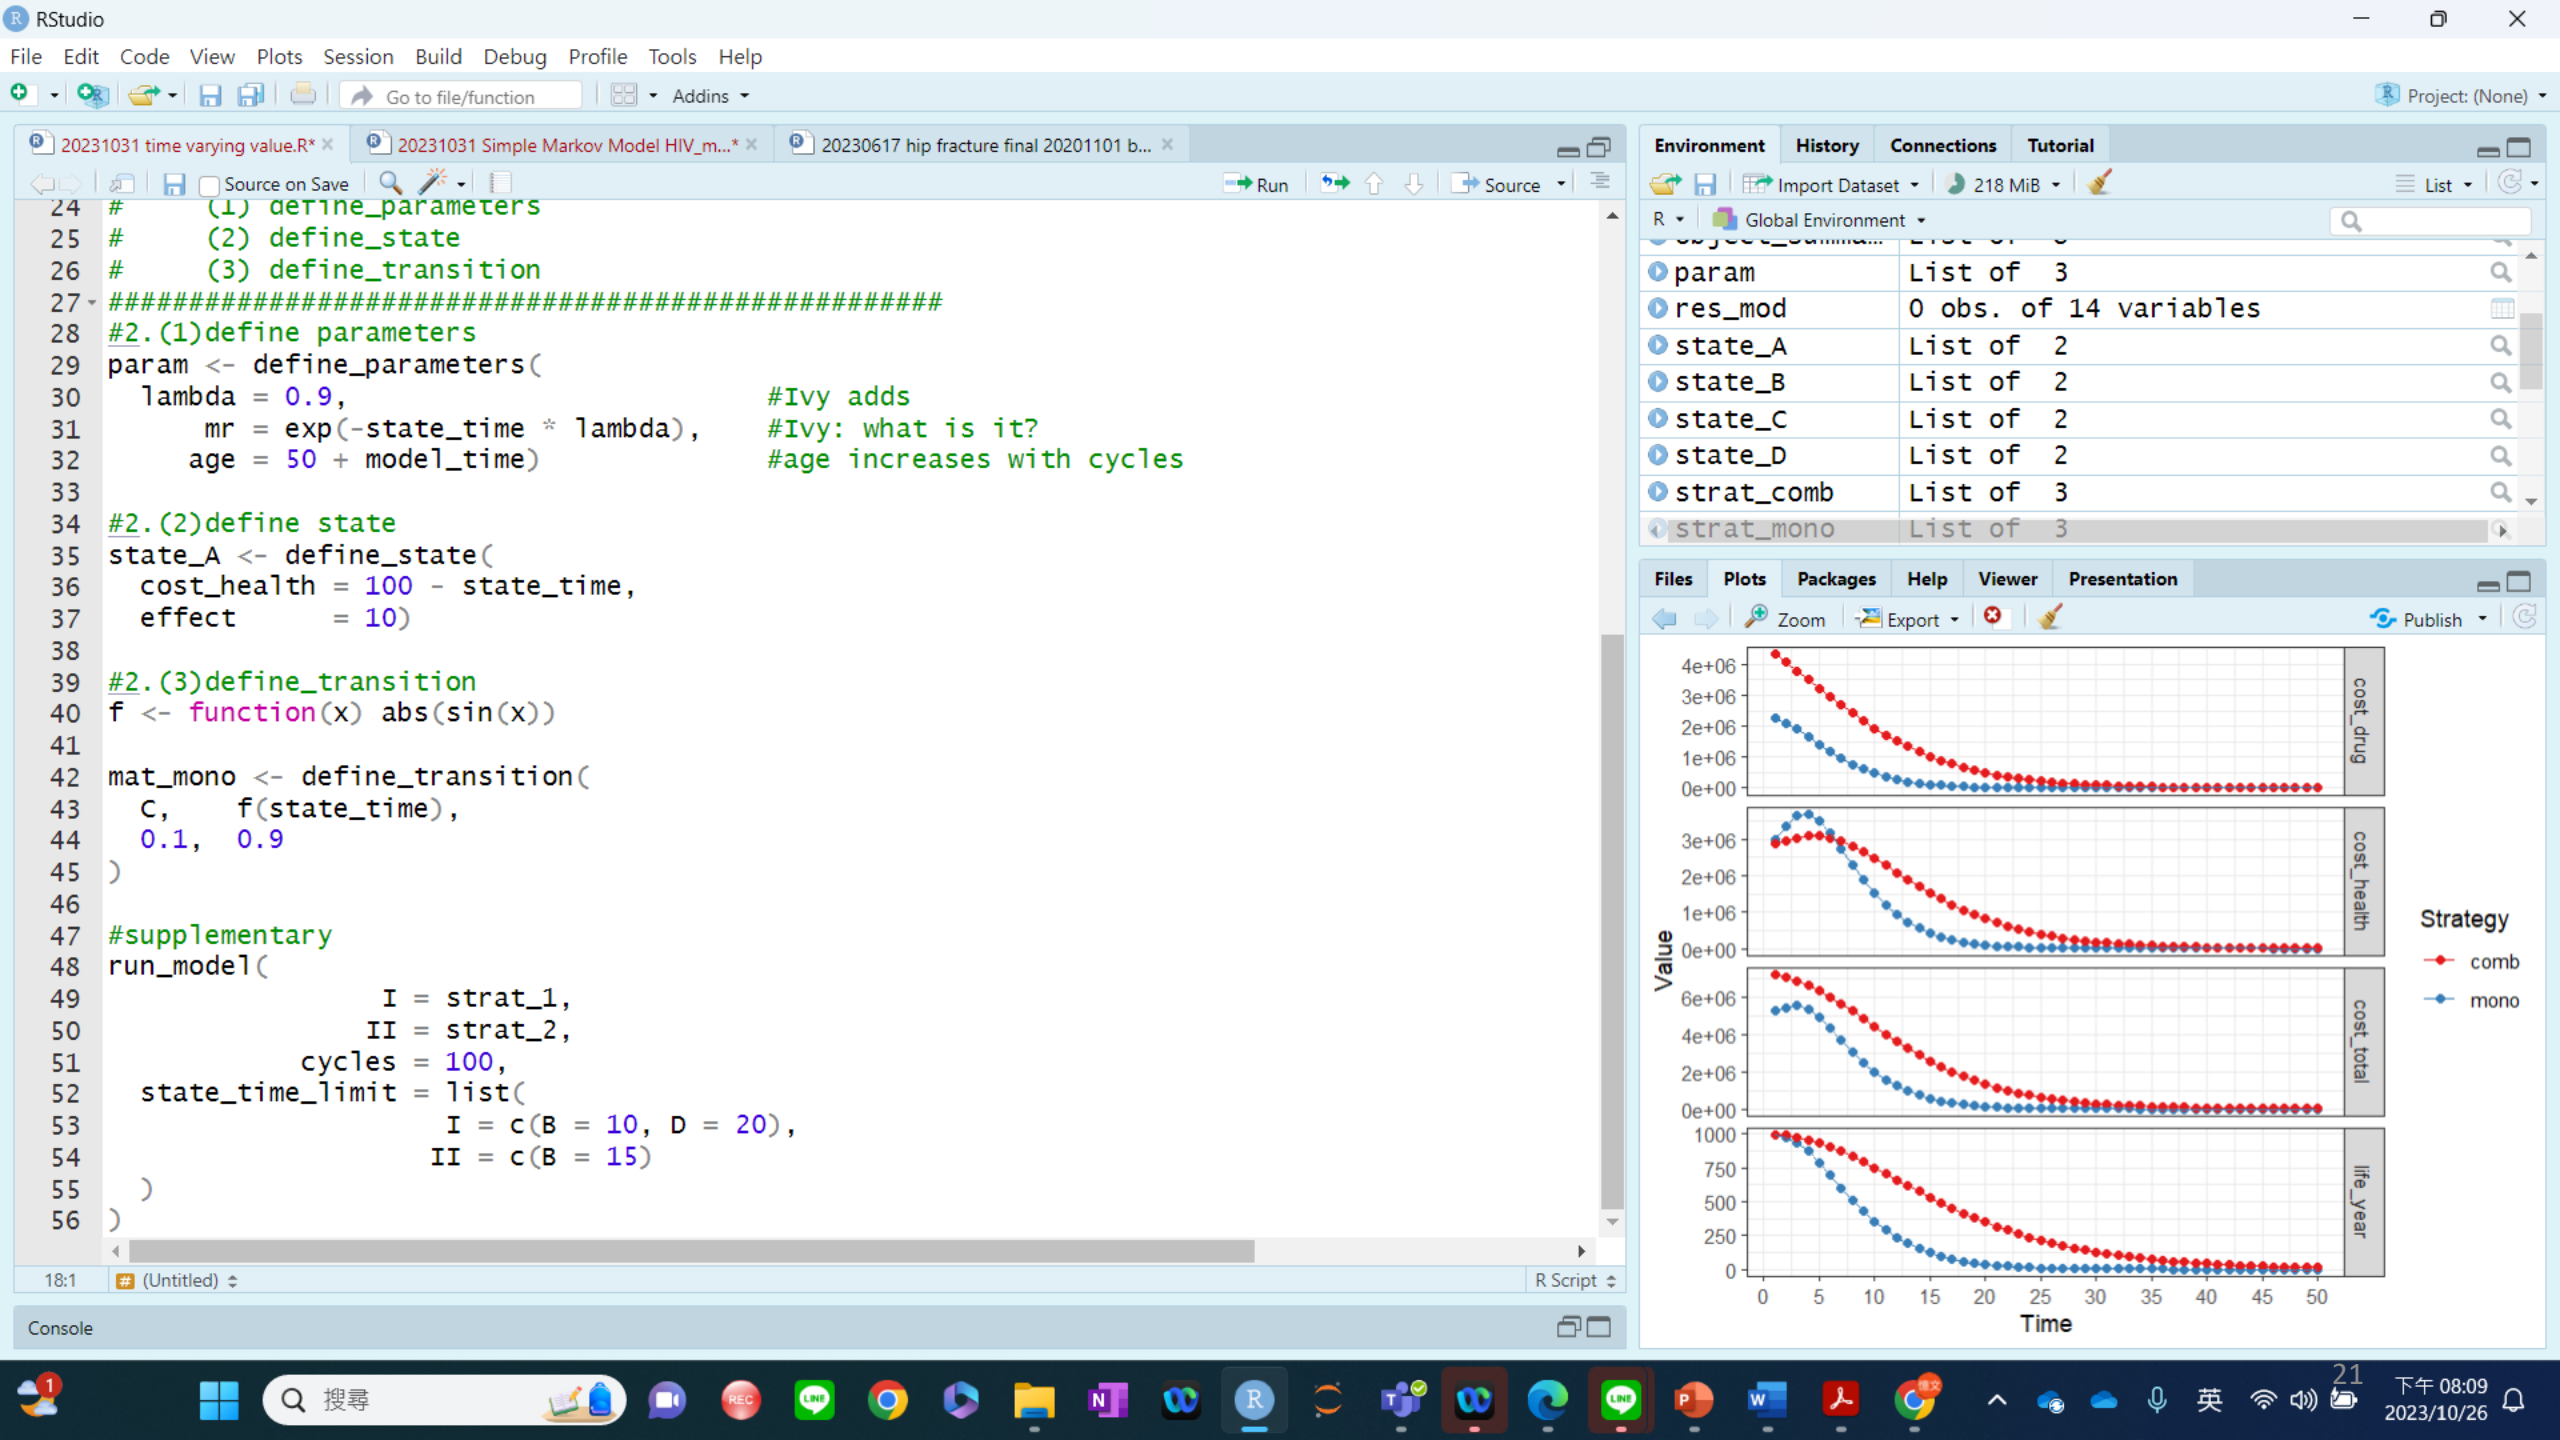 RStudio
File Edit Code View Plots Session Build Debug Profile Tools Help
Go to file/function Addins Project: (None)
20231031 time varying value.R* 20231031 Simple Markov Model HIV_m...* 20230617 hip fracture final 20201101 b...
Source on Save Run Source
24 # (1) define_parameters
25 # (2) define_state
26 # (3) define_transition
27 ####################################################
28 #2.(1)define parameters
29 param <- define_parameters(
30 lambda = 0.9, #Ivy adds
31 mr = exp(-state_time * lambda), #Ivy: what is it?
32 age = 50 + model_time) #age increases with cycles
33
34 #2.(2)define state
35 state_A <- define_state(
36 cost_health = 100 - state_time,
37 effect = 10)
38
39 #2.(3)define_transition
40 f <- function(x) abs(sin(x))
41
42 mat_mono <- define_transition(
43 C, f(state_time),
44 0.1, 0.9
45 )
46
47 #supplementary
48 run_model(
49 I = strat_1,
50 II = strat_2,
51 cycles = 100,
52 state_time_limit = list(
53 I = c(B = 10, D = 20),
54 II = c(B = 15)
55 )
56 )
18:1 # (Untitled) R Script
Console
Environment History Connections Tutorial
Import Dataset 218 MiB List
R Global Environment
param List of 3
res_mod 0 obs. of 14 variables
state_A List of 2
state_B List of 2
state_C List of 2
state_D List of 2
strat_comb List of 3
strat_mono List of 3
Files Plots Packages Help Viewer Presentation
Zoom Export Publish
4e+06
3e+06
2e+06
1e+06
0e+00
cost_drug
3e+06
2e+06
1e+06
0e+00
cost_health
6e+06
4e+06
2e+06
0e+00
cost_total
1000
750
500
250
0
life_year
Value
0 5 10 15 20 25 30 35 40 45 50
Time
Strategy
comb
mono
1
搜尋
REC
LINE
N
R
T
LINE
P
W
英
21
下午 08:09
2023/10/26